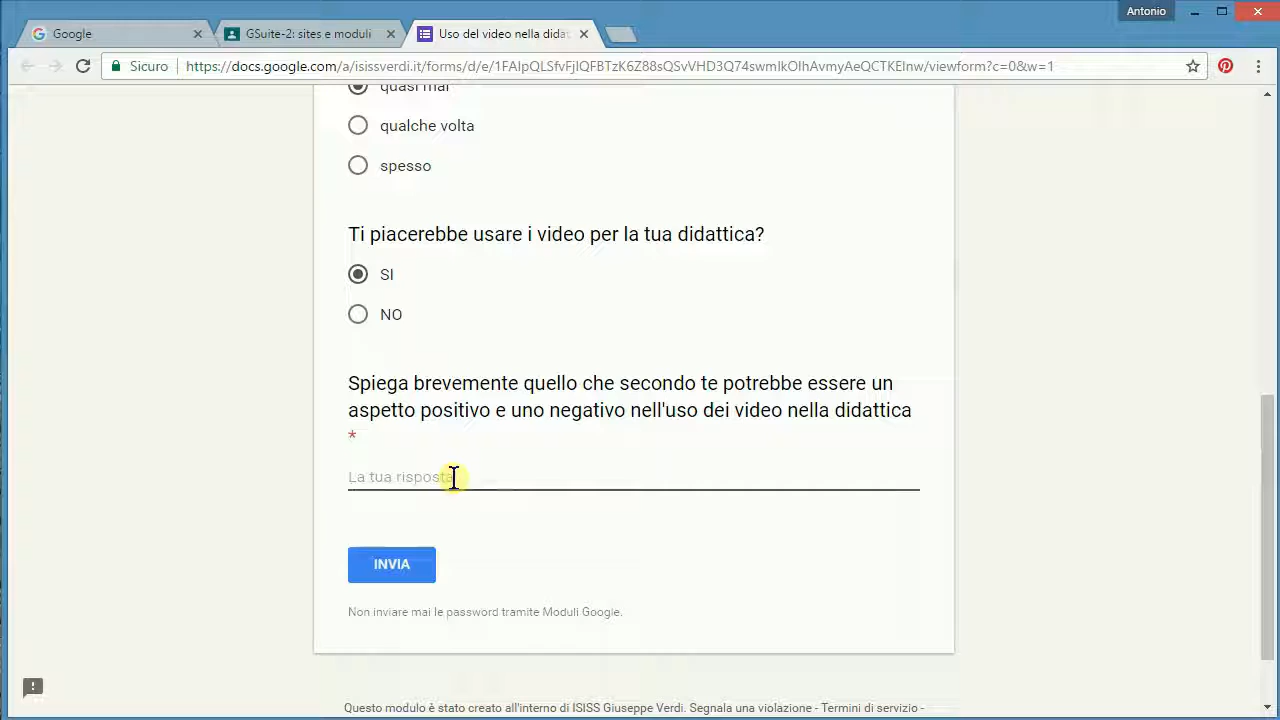 Antonio
Google
GSuite-2: sites e moduli
Uso del video nella didat
Sicuro
https://docs.google.com/a/isissverdi.it/forms/d/e/1FAIpQLSfvFjlQFBTzK6Z88sQSvVHD3Q74swmIkOIhAvmyAeQCTKEInw/viewform?c=0&w=1
quasi mai
qualche volta
spesso
Ti piacerebbe usare i video per la tua didattica?
SI
NO
Spiega brevemente quello che secondo te potrebbe essere un
aspetto positivo e uno negativo nell'uso dei video nella didattica
*
La tua risposta
INVIA
Non inviare mai le password tramite Moduli Google.
Questo modulo è stato creato all'interno di ISISS Giuseppe Verdi. Segnala una violazione - Termini di servizio -